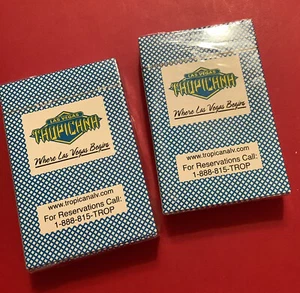 LAS VEGAS
TROPICANA
Where Las Vegas Begins
www.tropicanalv.com
For Reservations Call:
1-888-815-TROP
LAS VEGAS
TROPICANA
Where Las Vegas Begins
www.tropicanalv.com
For Reservations Call:
1-888-815-TROP